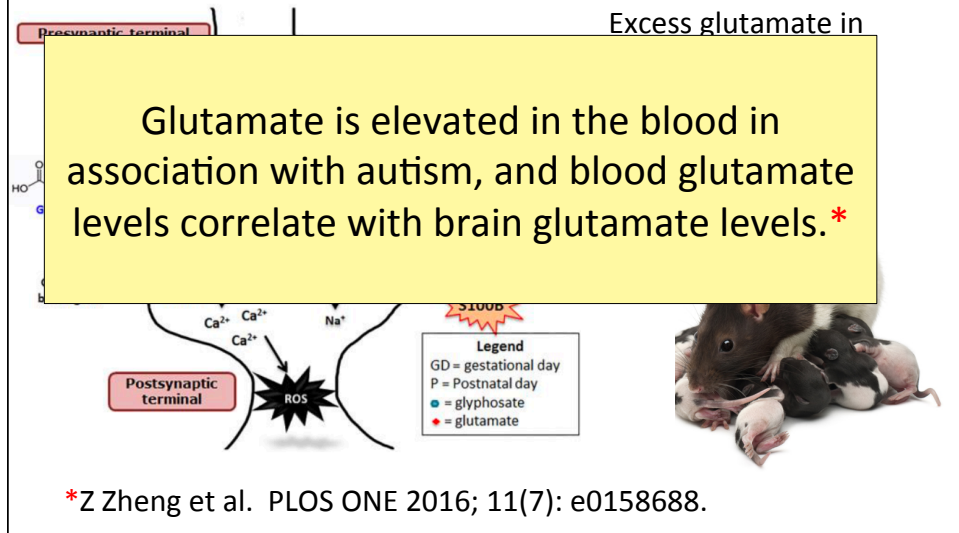 Presynaptic terminal
Excess glutamate in
Glutamate is elevated in the blood in
association with autism, and blood glutamate
levels correlate with brain glutamate levels.*
O
HO
G
b
Ca²⁺ Ca²⁺
Ca²⁺
Na⁺
S100B
Legend
GD = gestational day
P = Postnatal day
= glyphosate
= glutamate
Postsynaptic
terminal
ROS
*Z Zheng et al. PLOS ONE 2016; 11(7): e0158688.